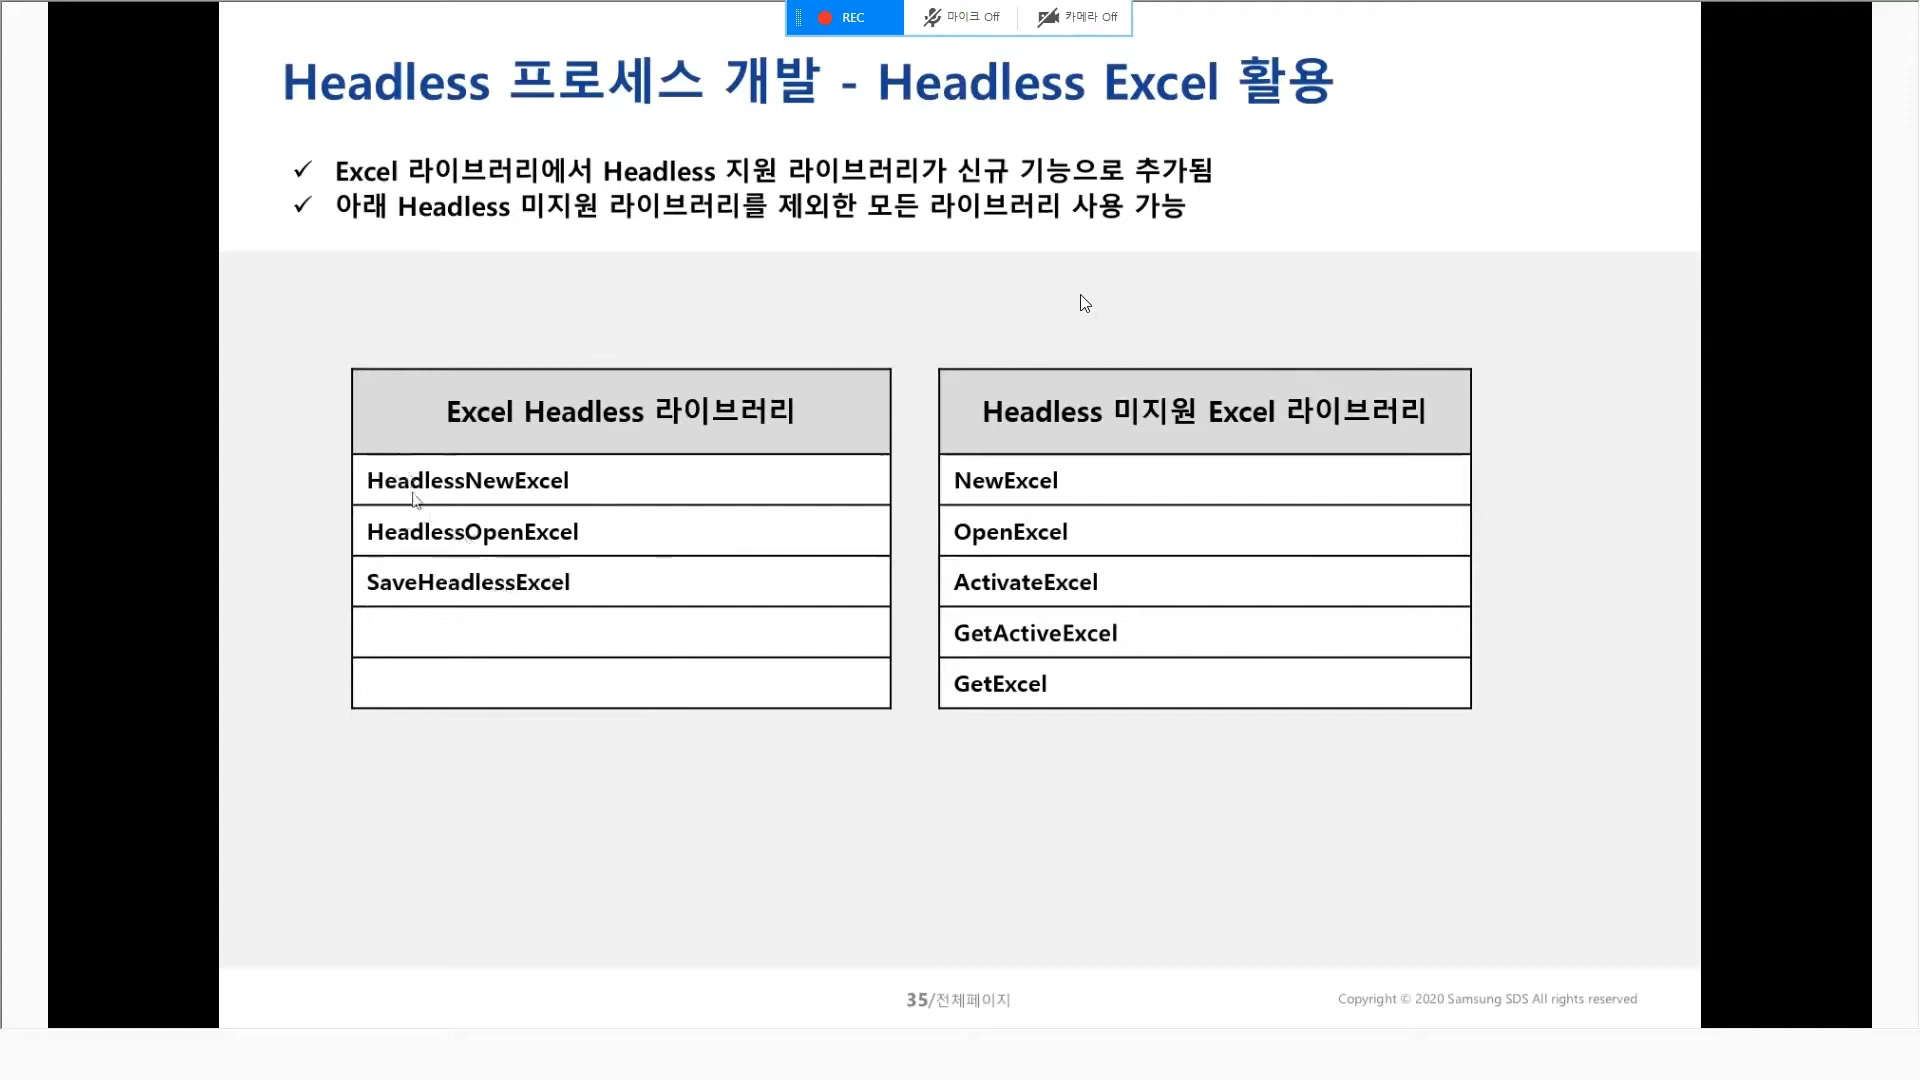 REC
마이크 Off
카메라 Off
Headless 프로세스 개발 - Headless Excel 활용
✓ Excel 라이브러리에서 Headless 지원 라이브러리가 신규 기능으로 추가됨
✓ 아래 Headless 미지원 라이브러리를 제외한 모든 라이브러리 사용 가능
Excel Headless 라이브러리
HeadlessNewExcel
HeadlessOpenExcel
SaveHeadlessExcel
Headless 미지원 Excel 라이브러리
NewExcel
OpenExcel
ActivateExcel
GetActiveExcel
GetExcel
35/전체페이지
Copyright © 2020 Samsung SDS All rights reserved